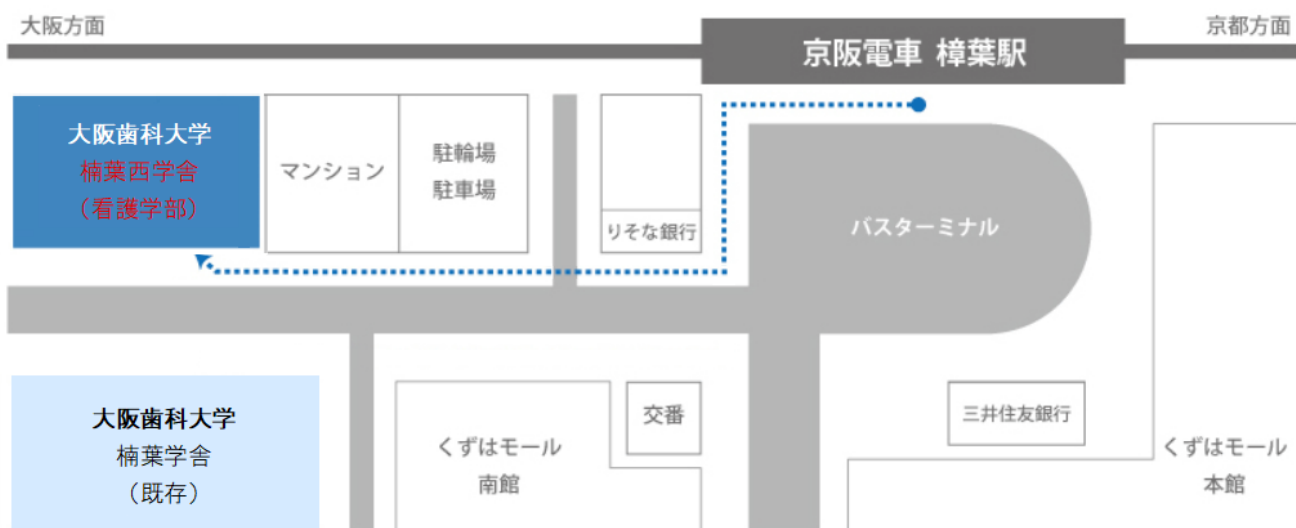 大阪方面
京都方面
京阪電車 樟葉駅
大阪歯科大学
楠葉西学舎
（看護学部）
マンション
駐輪場
駐車場
りそな銀行
バスターミナル
大阪歯科大学
楠葉学舎
（既存）
くずはモール
南館
交番
三井住友銀行
くずはモール
本館